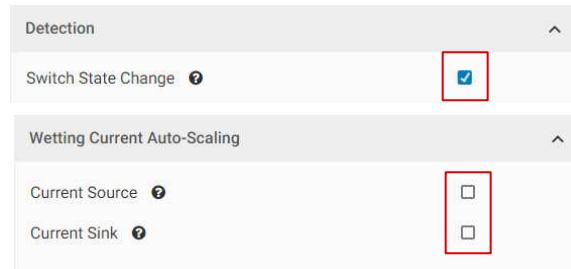 Detection
Switch State Change ?
Wetting Current Auto-Scaling
Current Source ?
Current Sink ?